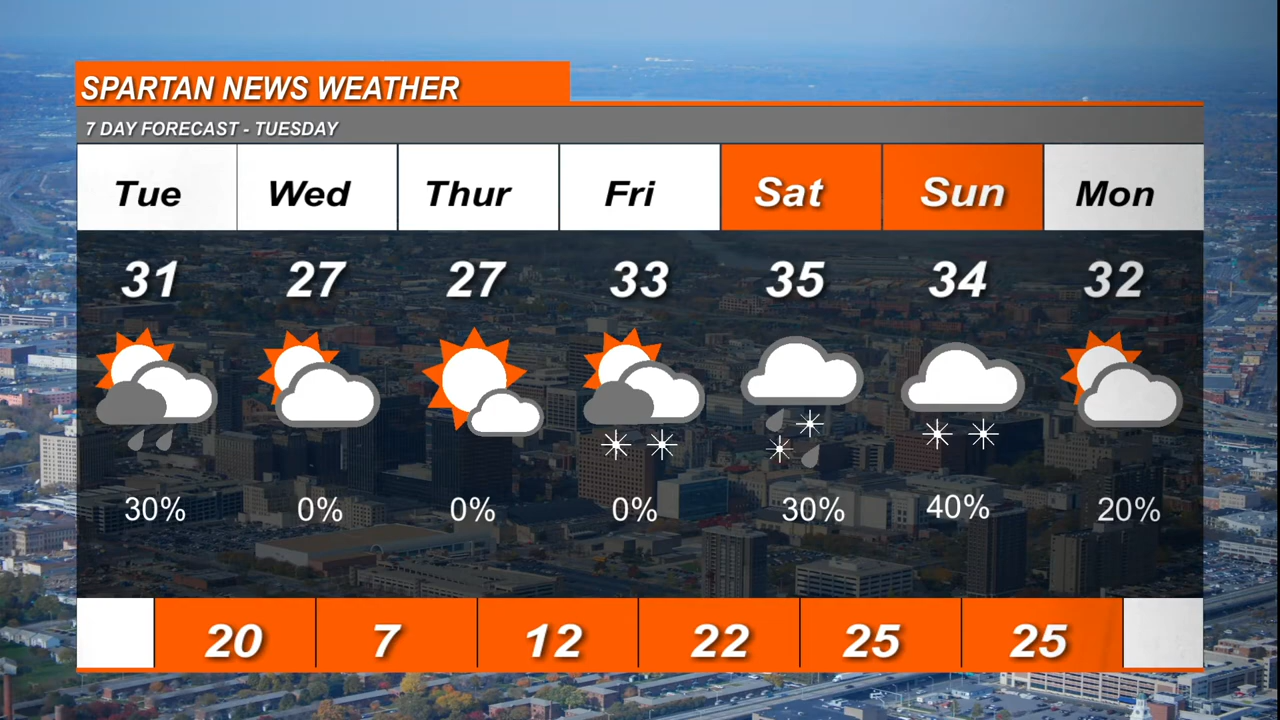 SPARTAN NEWS WEATHER
7 DAY FORECAST - TUESDAY
Tue Wed Thur Fri Sat Sun Mon
31 27 27 33 35 34 32
30% 0% 0% 0% 30% 40% 20%
20 7 12 22 25 25